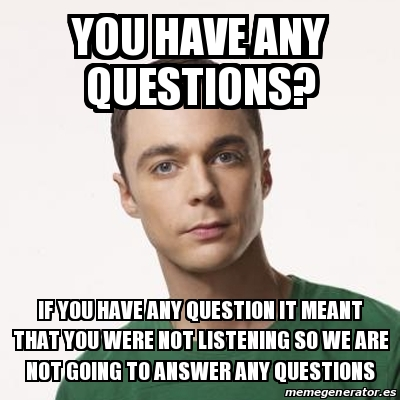 YOU HAVE ANY
QUESTIONS?
IF YOU HAVE ANY QUESTION IT MEANT
THAT YOU WERE NOT LISTENING SO WE ARE
NOT GOING TO ANSWER ANY QUESTIONS
memegenerator.es